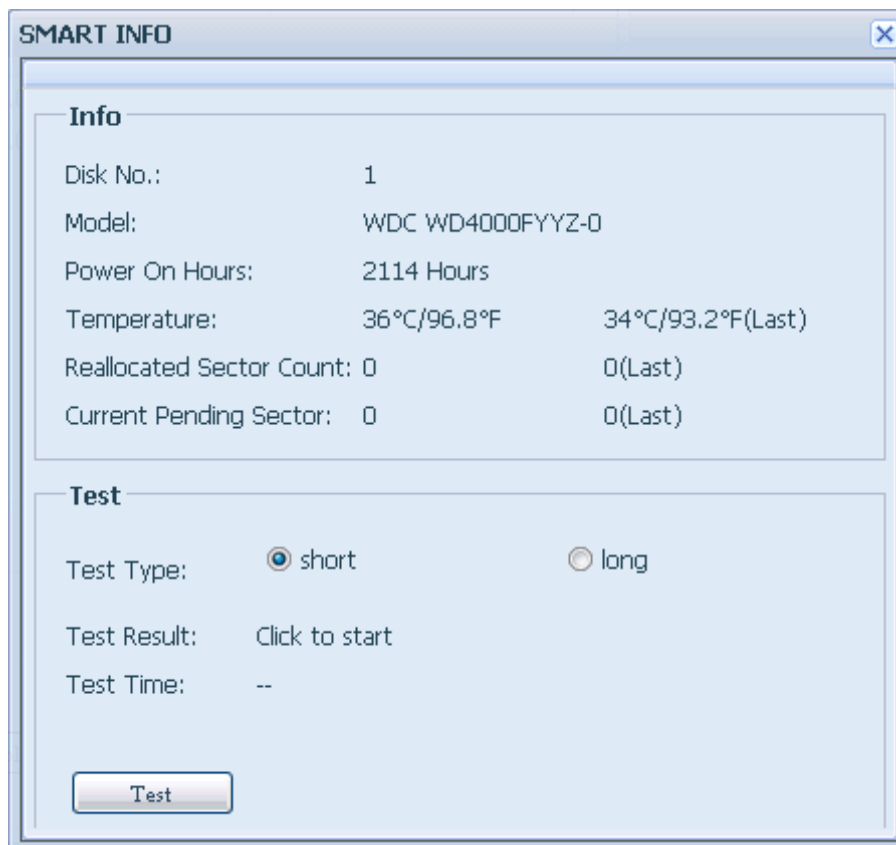 SMART INFO
Info
Disk No.: 1
Model: WDC WD4000FYYZ-0
Power On Hours: 2114 Hours
Temperature: 36°C/96.8°F 34°C/93.2°F(Last)
Reallocated Sector Count: 0 0(Last)
Current Pending Sector: 0 0(Last)
Test
Test Type: short long
Test Result: Click to start
Test Time: --
Test